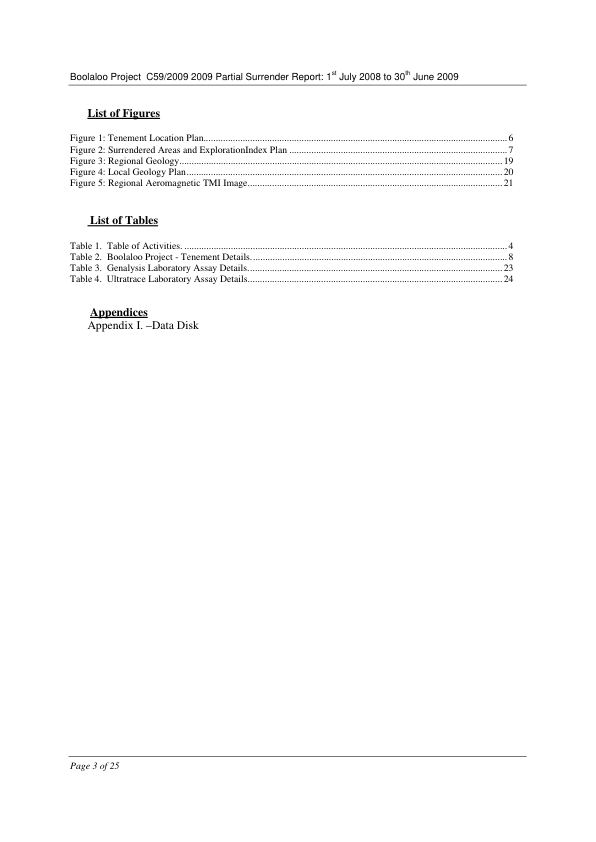 Boolaloo Project  C59/2009 2009 Partial Surrender Report: 1st July 2008 to 30th June 2009
List of Figures
Figure 1: Tenement Location Plan....................................................................................................................6
Figure 2: Surrendered Areas and ExplorationIndex Plan ...................................................................................7
Figure 3: Regional Geology...........................................................................................................................19
Figure 4: Local Geology Plan........................................................................................................................20
Figure 5: Regional Aeromagnetic TMI Image.................................................................................................21
List of Tables
Table 1.  Table of Activities. ..........................................................................................................................4
Table 2.  Boolaloo Project - Tenement Details..................................................................................................8
Table 3.  Genalysis Laboratory Assay Details.................................................................................................23
Table 4.  Ultratrace Laboratory Assay Details.................................................................................................24
Appendices
Appendix I. –Data Disk
Page 3 of 25